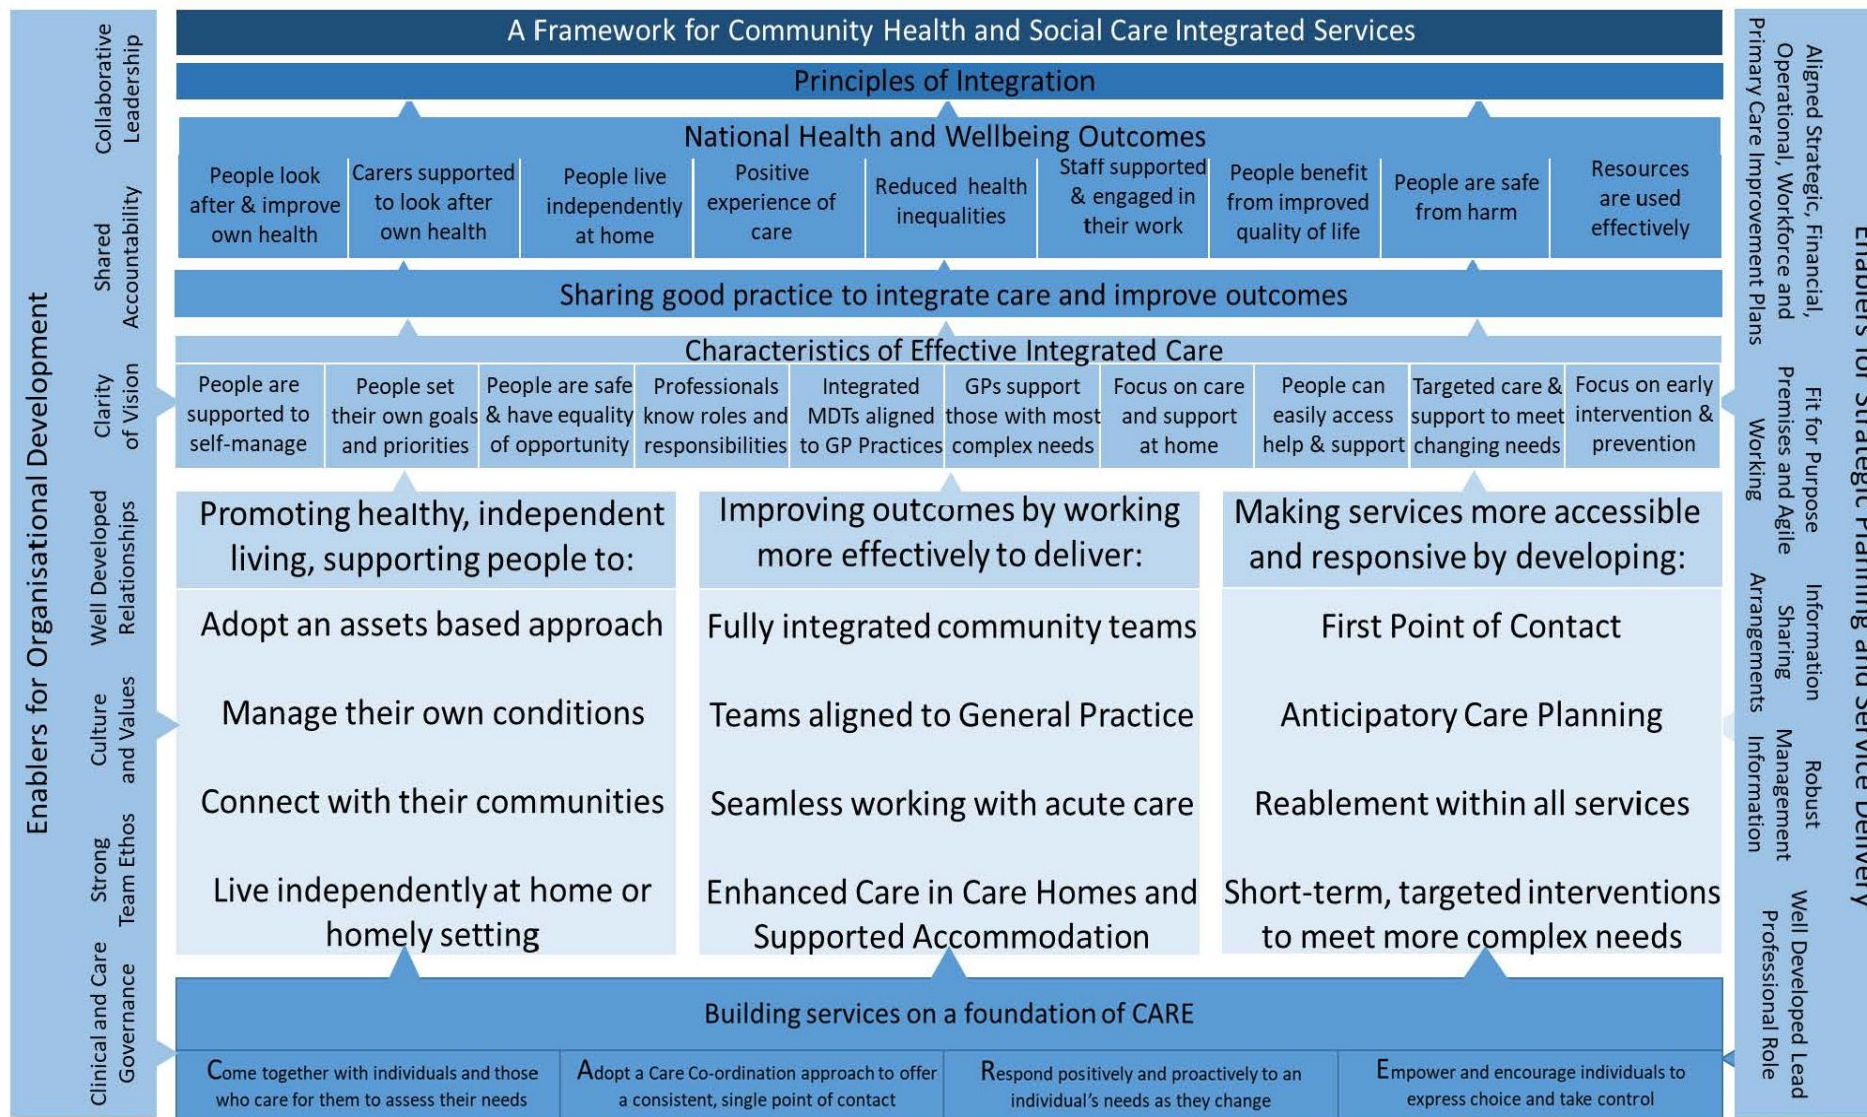 A Framework for Community Health and Social Care Integrated Services
Principles of Integration
National Health and Wellbeing Outcomes
People look
after & improve
own health
Carers supported
to look after
own health
People live
independently
at home
Positive
experience of
care
Reduced health
inequalities
Staff supported
& engaged in
their work
People benefit
from improved
quality of life
People are safe
from harm
Resources
are used
effectively
Sharing good practice to integrate care and improve outcomes
Characteristics of Effective Integrated Care
People are
supported to
self-manage
People set
their own goals
and priorities
People are safe
& have equality
of opportunity
Professionals
know roles and
responsibilities
Integrated
MDTs aligned
to GP Practices
GPs support
those with most
complex needs
Focus on care
and support
at home
People can
easily access
help & support
Targeted care &
support to meet
changing needs
Focus on early
intervention &
prevention
Promoting healthy, independent
living, supporting people to:
Adopt an assets based approach
Manage their own conditions
Connect with their communities
Live independently at home or
homely setting
Improving outcomes by working
more effectively to deliver:
Fully integrated community teams
Teams aligned to General Practice
Seamless working with acute care
Enhanced Care in Care Homes and
Supported Accommodation
Making services more accessible
and responsive by developing:
First Point of Contact
Anticipatory Care Planning
Reablement within all services
Short-term, targeted interventions
to meet more complex needs
Building services on a foundation of CARE
Come together with individuals and those
who care for them to assess their needs
Adopt a Care Co-ordination approach to offer
a consistent, single point of contact
Respond positively and proactively to an
individual's needs as they change
Empower and encourage individuals to
express choice and take control
Enablers for Organisational Development
Collaborative
Leadership
Shared
Accountability
Clarity
of Vision
Well Developed
Relationships
Culture
and Values
Strong
Team Ethos
Clinical and Care
Governance
Enablers for Strategic Planning and Service Delivery
Aligned Strategic, Financial,
Operational, Workforce and
Primary Care Improvement Plans
Fit for Purpose
Premises and Agile
Working
Information
Sharing
Arrangements
Robust
Management
Information
Well Developed Lead
Professional Role